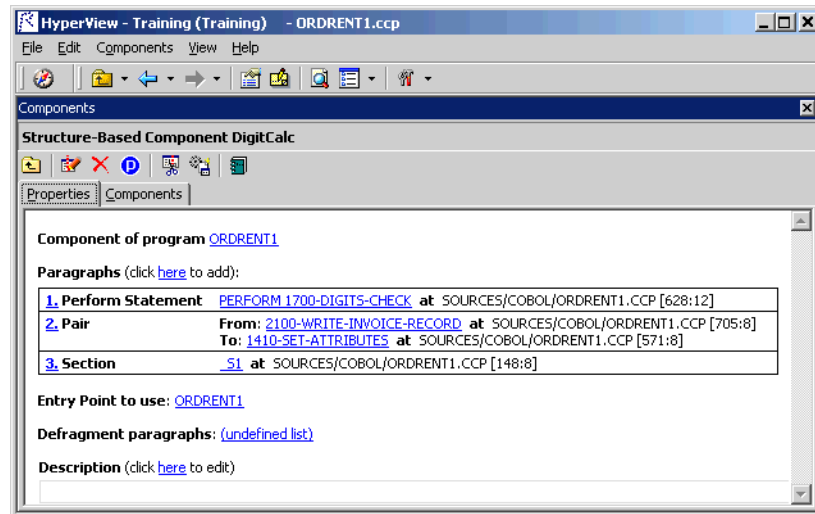 HyperView - Training (Training) - ORDRENT1.ccp
File Edit Components View Help
Components
Structure-Based Component DigitCalc
Properties Components
Component of program ORDRENT1
Paragraphs (click here to add):
1. Perform Statement PERFORM 1700-DIGITS-CHECK at SOURCES/COBOL/ORDRENT1.CCP [628:12]
2. Pair From: 2100-WRITE-INVOICE-RECORD at SOURCES/COBOL/ORDRENT1.CCP [705:8]
To: 1410-SET-ATTRIBUTES at SOURCES/COBOL/ORDRENT1.CCP [571:8]
3. Section _S1 at SOURCES/COBOL/ORDRENT1.CCP [148:8]
Entry Point to use: ORDRENT1
Defragment paragraphs: (undefined list)
Description (click here to edit)